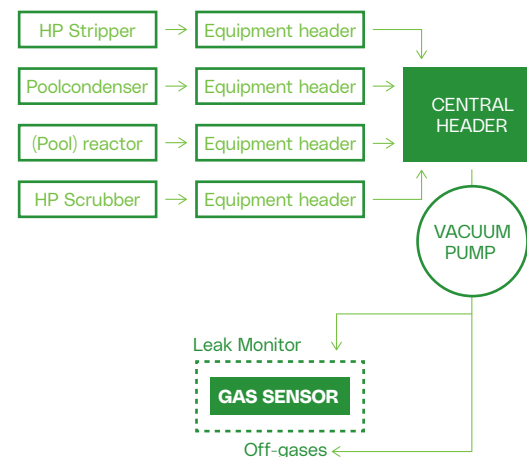 HP Stripper
Equipment header
Poolcondenser
Equipment header
(Pool) reactor
Equipment header
HP Scrubber
Equipment header
CENTRAL
HEADER
VACUUM
PUMP
Leak Monitor
GAS SENSOR
Off-gases